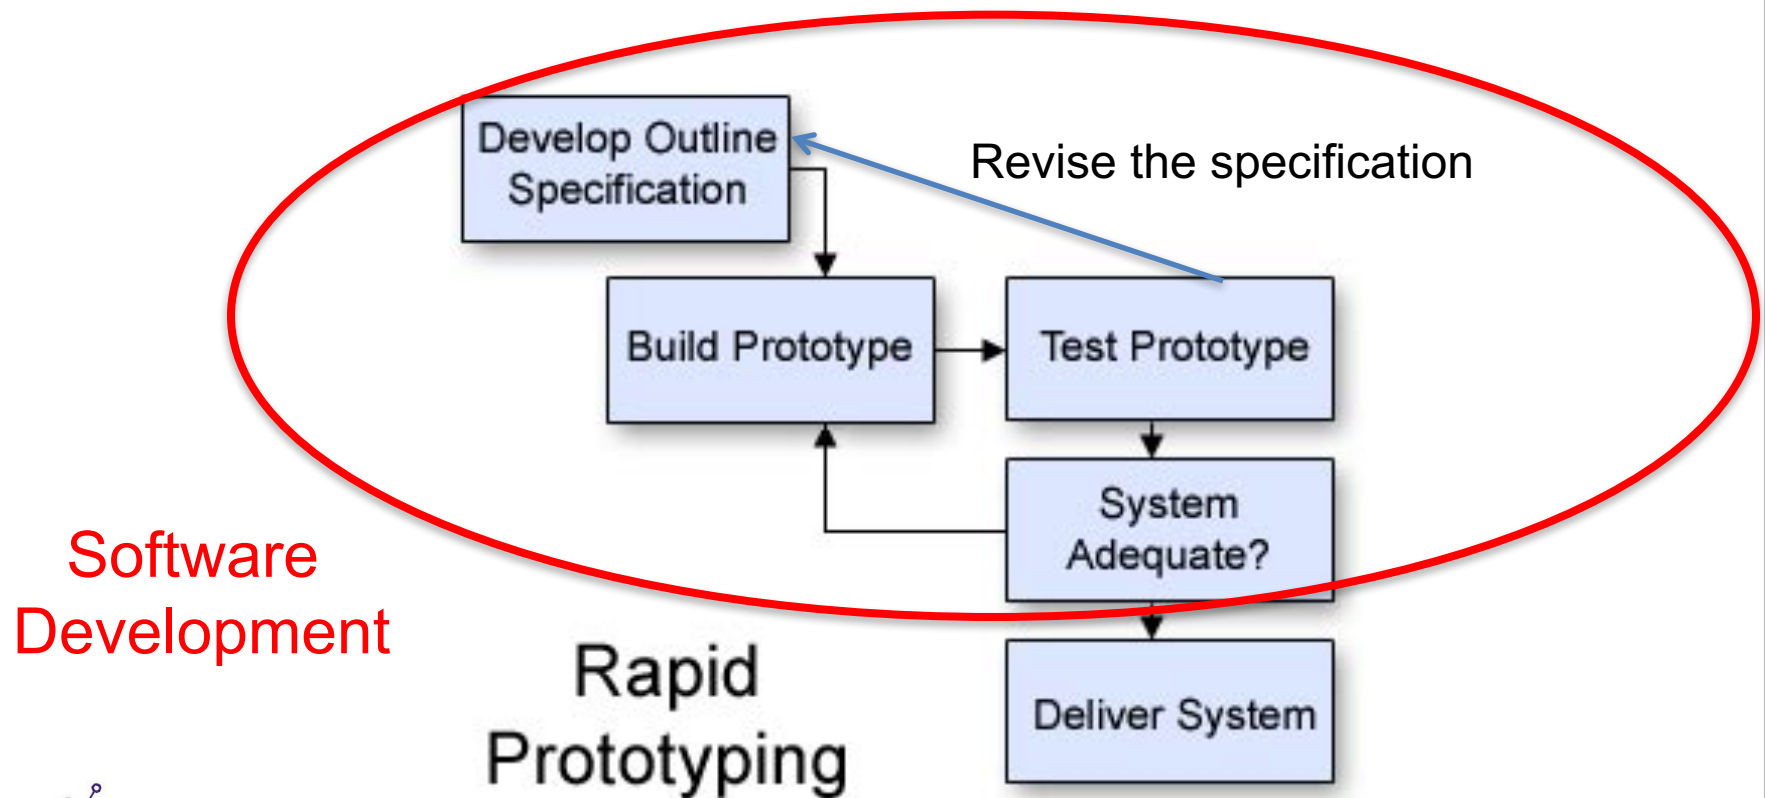 Develop Outline
Specification
Revise the specification
Build Prototype
Test Prototype
System
Adequate?
Software
Development
Rapid
Prototyping
Deliver System